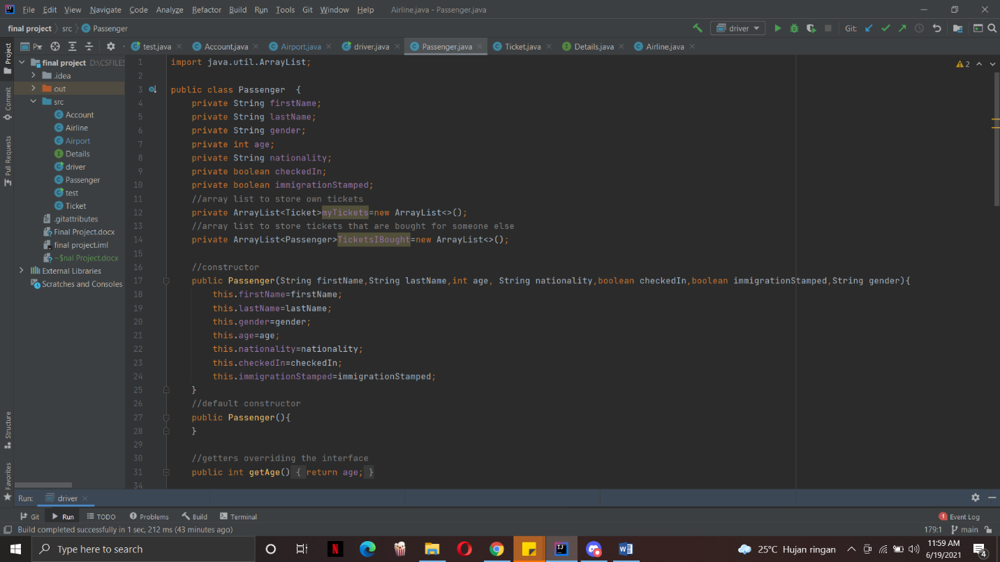 File Edit View Navigate Code Analyze Refactor Build Run Tools Git Window Help Airline.java - Passenger.java
final project src Passenger driver Git:
Project P test.java Account.java Airport.java driver.java Passenger.java Ticket.java Details.java Airline.java
final project D:\CSFILES
.idea
out
src
Account
Airline
Airport
Details
driver
Passenger
test
Ticket
.gitattributes
Final Project.docx
final project.iml
~$nal Project.docx
External Libraries
Scratches and Consoles
Commit
Pull Requests
Structure
Favorites
2
1 import java.util.ArrayList;
2
3 public class Passenger {
4 private String firstName;
5 private String lastName;
6 private String gender;
7 private int age;
8 private String nationality;
9 private boolean checkedIn;
10 private boolean immigrationStamped;
11 //array list to store own tickets
12 private ArrayList<Ticket>myTickets=new ArrayList<>();
13 //array list to store tickets that are bought for someone else
14 private ArrayList<Passenger>TicketsIBought=new ArrayList<>();
15
16 //constructor
17 public Passenger(String firstName,String lastName,int age, String nationality,boolean checkedIn,boolean immigrationStamped,String gender){
18 this.firstName=firstName;
19 this.lastName=lastName;
20 this.gender=gender;
21 this.age=age;
22 this.nationality=nationality;
23 this.checkedIn=checkedIn;
24 this.immigrationStamped=immigrationStamped;
25 }
26 //default constructor
27 public Passenger(){
28 }
29
30 //getters overriding the interface
31 public int getAge() { return age; }
34
Run: driver
Git Run TODO Problems Build Terminal 1 Event Log
Build completed successfully in 1 sec, 212 ms (43 minutes ago) 179:1 main
Type here to search 25°C Hujan ringan 11:59 AM
6/19/2021 4